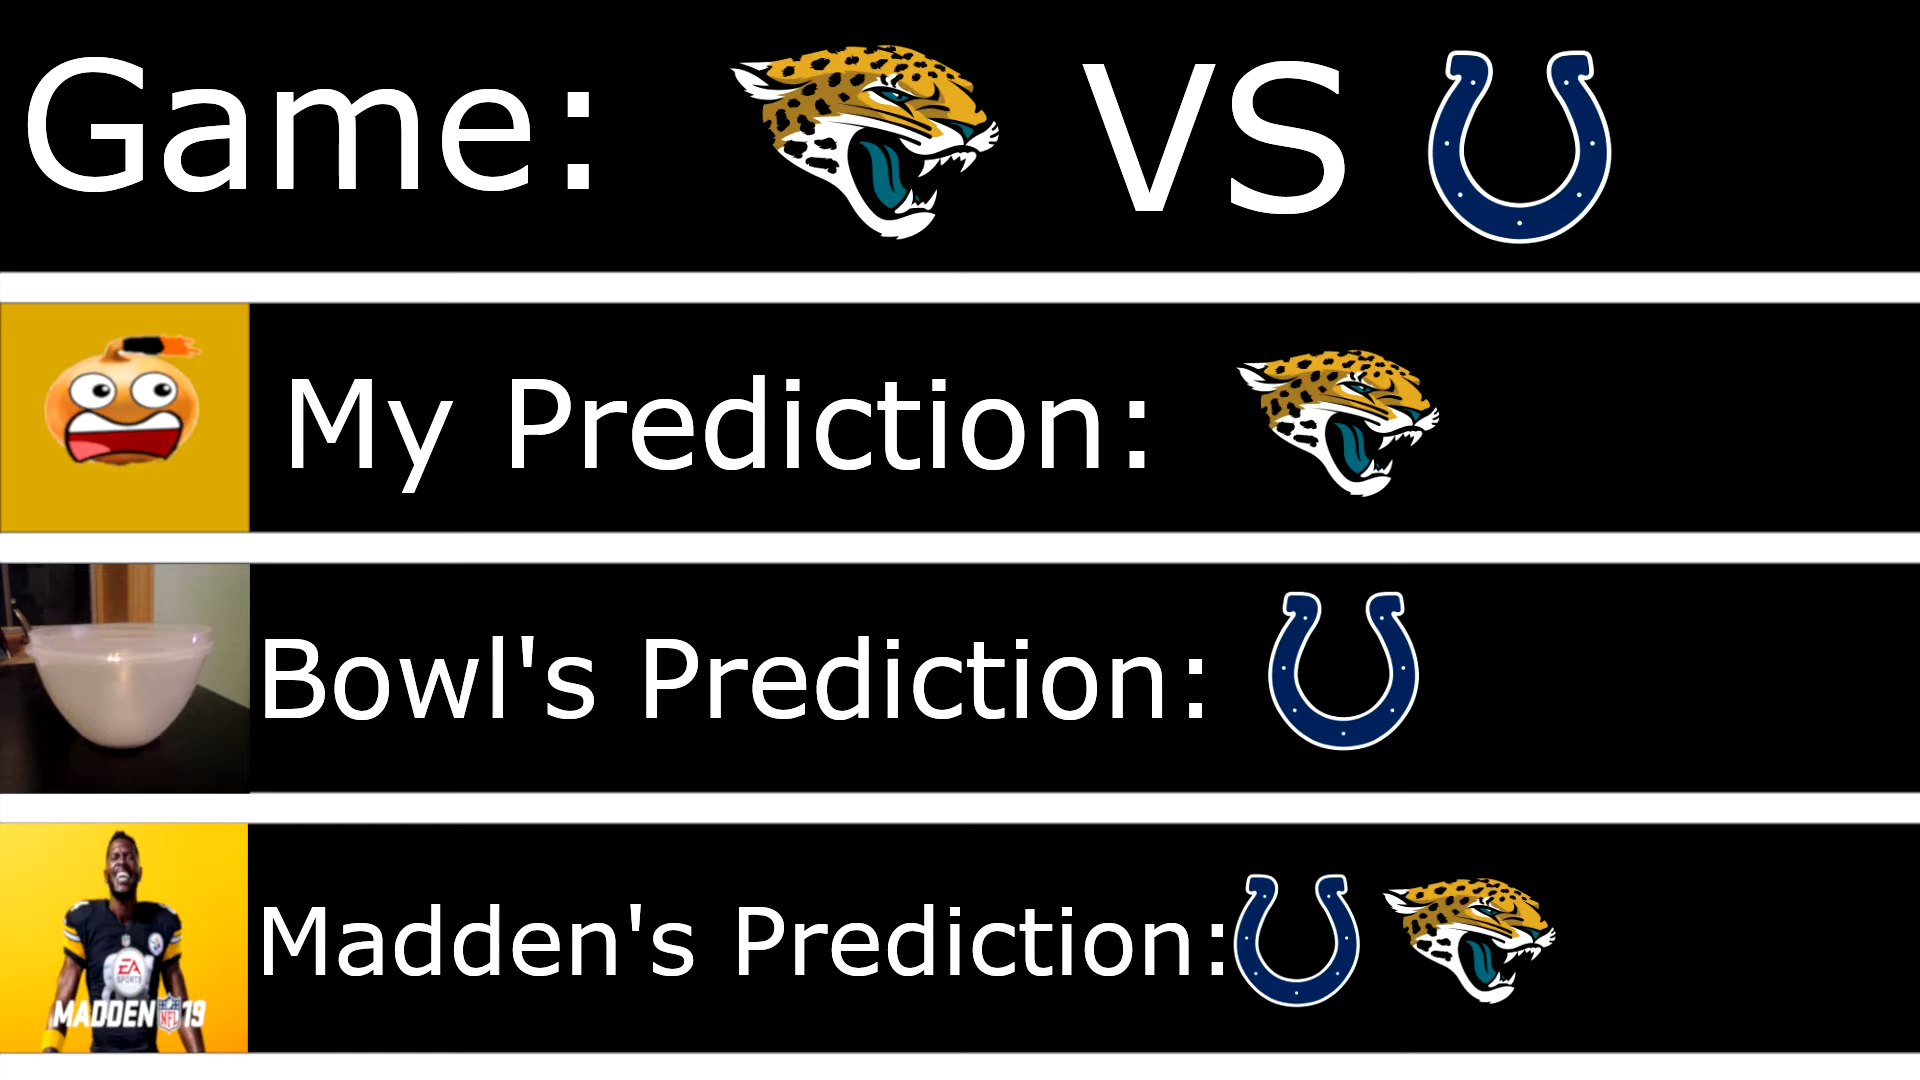 Game: VS
My Prediction:
Bowl's Prediction:
Madden's Prediction:
EA
SPORTS
MADDEN NFL 19